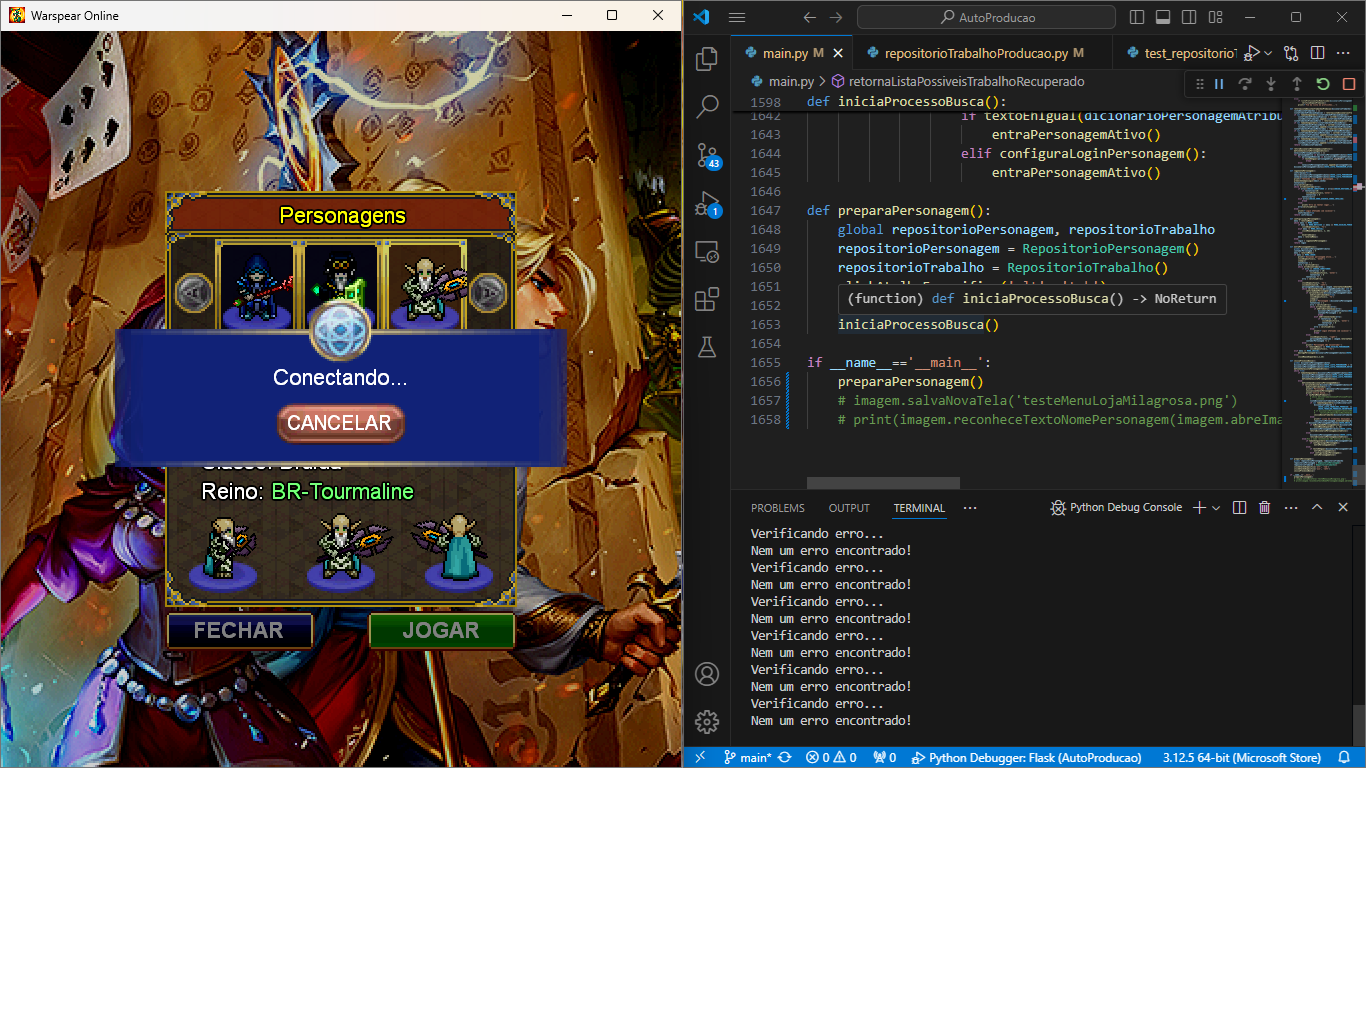 Warspear Online
Personagens
Conectando...
CANCELAR
Reino: BR-Tourmaline
FECHAR
JOGAR
AutoProducao
main.py M
repositorioTrabalhoProducao.py M
test_repositorioT
main.py > retornaListaPossiveisTrabalhoRecuperado
1598 def iniciaProcessoBusca():
1642 if textoEhIgual(dicionarioPersonagemAtribu
1643 entraPersonagemAtivo()
1644 elif configuraLoginPersonagem():
1645 entraPersonagemAtivo()
1646
1647 def preparaPersonagem():
1648 global repositorioPersonagem, repositorioTrabalho
1649 repositorioPersonagem = RepositorioPersonagem()
1650 repositorioTrabalho = RepositorioTrabalho()
1651
1652 (function) def iniciaProcessoBusca() -> NoReturn
1653 iniciaProcessoBusca()
1654
1655 if __name__=='__main__':
1656 preparaPersonagem()
1657 # imagem.salvaNovaTela('testeMenuLojaMilagrosa.png')
1658 # print(imagem.reconheceTextoNomePersonagem(imagem.abreIma
43
1
PROBLEMS OUTPUT TERMINAL ... Python Debug Console
Verificando erro...
Nem um erro encontrado!
Verificando erro...
Nem um erro encontrado!
Verificando erro...
Nem um erro encontrado!
Verificando erro...
Nem um erro encontrado!
Verificando erro...
Nem um erro encontrado!
Verificando erro...
Nem um erro encontrado!
main* 0 0 0 Python Debugger: Flask (AutoProducao) 3.12.5 64-bit (Microsoft Store)